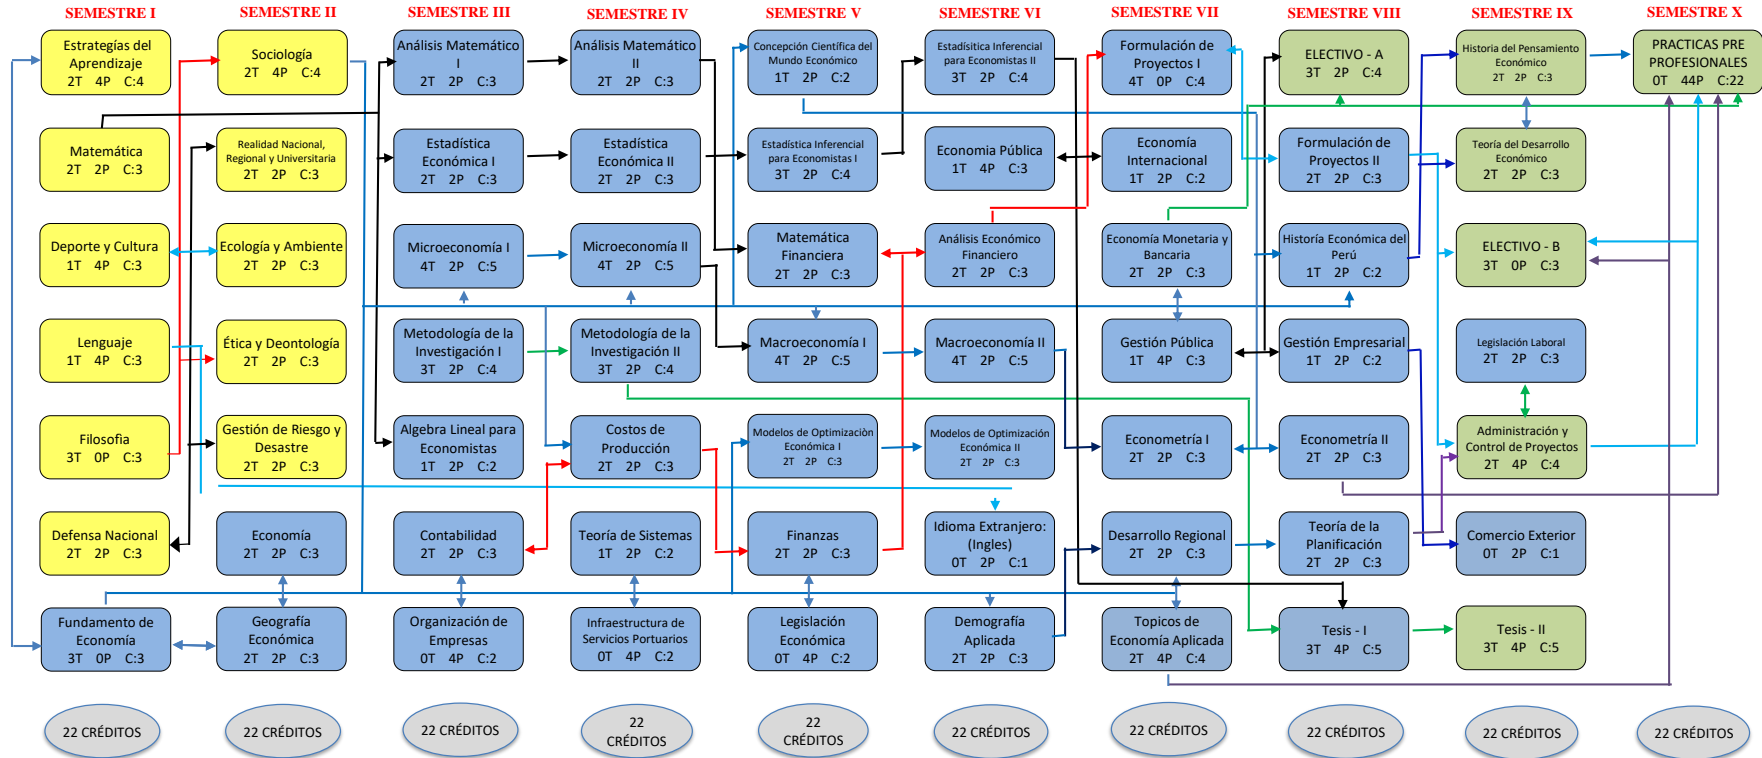 SEMESTRE I
SEMESTRE II
SEMESTRE III
SEMESTRE IV
SEMESTRE V
SEMESTRE VI
SEMESTRE VII
SEMESTRE VIII
SEMESTRE IX
SEMESTRE X
Estrategías del
Aprendizaje
2T 4P C:4
Sociología
2T 4P C:4
Análisis Matemático
I
2T 2P C:3
Análisis Matemático
II
2T 2P C:3
Concepción Científica del
Mundo Económico
1T 2P C:2
Estadísitica Inferencial
para Economistas II
3T 2P C:4
Formulación de
Proyectos I
4T 0P C:4
ELECTIVO - A
3T 2P C:4
Historia del Pensamiento
Económico
2T 2P C:3
PRACTICAS PRE
PROFESIONALES
0T 44P C:22
Matemática
2T 2P C:3
Realidad Nacional,
Regional y Universitaria
2T 2P C:3
Estadística
Económica I
2T 2P C:3
Estadística
Económica II
2T 2P C:3
Estadística Inferencial
para Economistas I
3T 2P C:4
Economia Pública
1T 4P C:3
Economía
Internacional
1T 2P C:2
Formulación de
Proyectos II
2T 2P C:3
Teoría del Desarrollo
Económico
2T 2P C:3
Deporte y Cultura
1T 4P C:3
Ecología y Ambiente
2T 2P C:3
Microeconomía I
4T 2P C:5
Microeconomía II
4T 2P C:5
Matemática
Financiera
2T 2P C:3
Análisis Económico
Financiero
2T 2P C:3
Economía Monetaria y
Bancaria
2T 2P C:3
Historía Económica del
Perú
1T 2P C:2
ELECTIVO - B
3T 0P C:3
Lenguaje
1T 4P C:3
Ética y Deontología
2T 2P C:3
Metodología de la
Investigación I
3T 2P C:4
Metodología de la
Investigación II
3T 2P C:4
Macroeconomía I
4T 2P C:5
Macroeconomía II
4T 2P C:5
Gestión Pública
1T 4P C:3
Gestión Empresarial
1T 2P C:2
Legislación Laboral
2T 2P C:3
Filosofia
3T 0P C:3
Gestión de Riesgo y
Desastre
2T 2P C:3
Algebra Lineal para
Economistas
1T 2P C:2
Costos de
Producción
2T 2P C:3
Modelos de Optimizaciòn
Económica I
2T 2P C:3
Modelos de Optimización
Económica II
2T 2P C:3
Econometría I
2T 2P C:3
Econometría II
2T 2P C:3
Administración y
Control de Proyectos
2T 4P C:4
Defensa Nacional
2T 2P C:3
Economía
2T 2P C:3
Contabilidad
2T 2P C:3
Teoría de Sistemas
1T 2P C:2
Finanzas
2T 2P C:3
Idioma Extranjero:
(Ingles)
0T 2P C:1
Desarrollo Regional
2T 2P C:3
Teoría de la
Planificación
2T 2P C:3
Comercio Exterior
0T 2P C:1
Fundamento de
Economía
3T 0P C:3
Geografía
Económica
2T 2P C:3
Organización de
Empresas
0T 4P C:2
Infraestructura de
Servicios Portuarios
0T 4P C:2
Legislación
Económica
0T 4P C:2
Demografía
Aplicada
2T 2P C:3
Topicos de
Economía Aplicada
2T 4P C:4
Tesis - I
3T 4P C:5
Tesis - II
3T 4P C:5
22 CRÉDITOS
22 CRÉDITOS
22 CRÉDITOS
22
CRÉDITOS
22
CRÉDITOS
22 CRÉDITOS
22 CRÉDITOS
22 CRÉDITOS
22 CRÉDITOS
22 CRÉDITOS